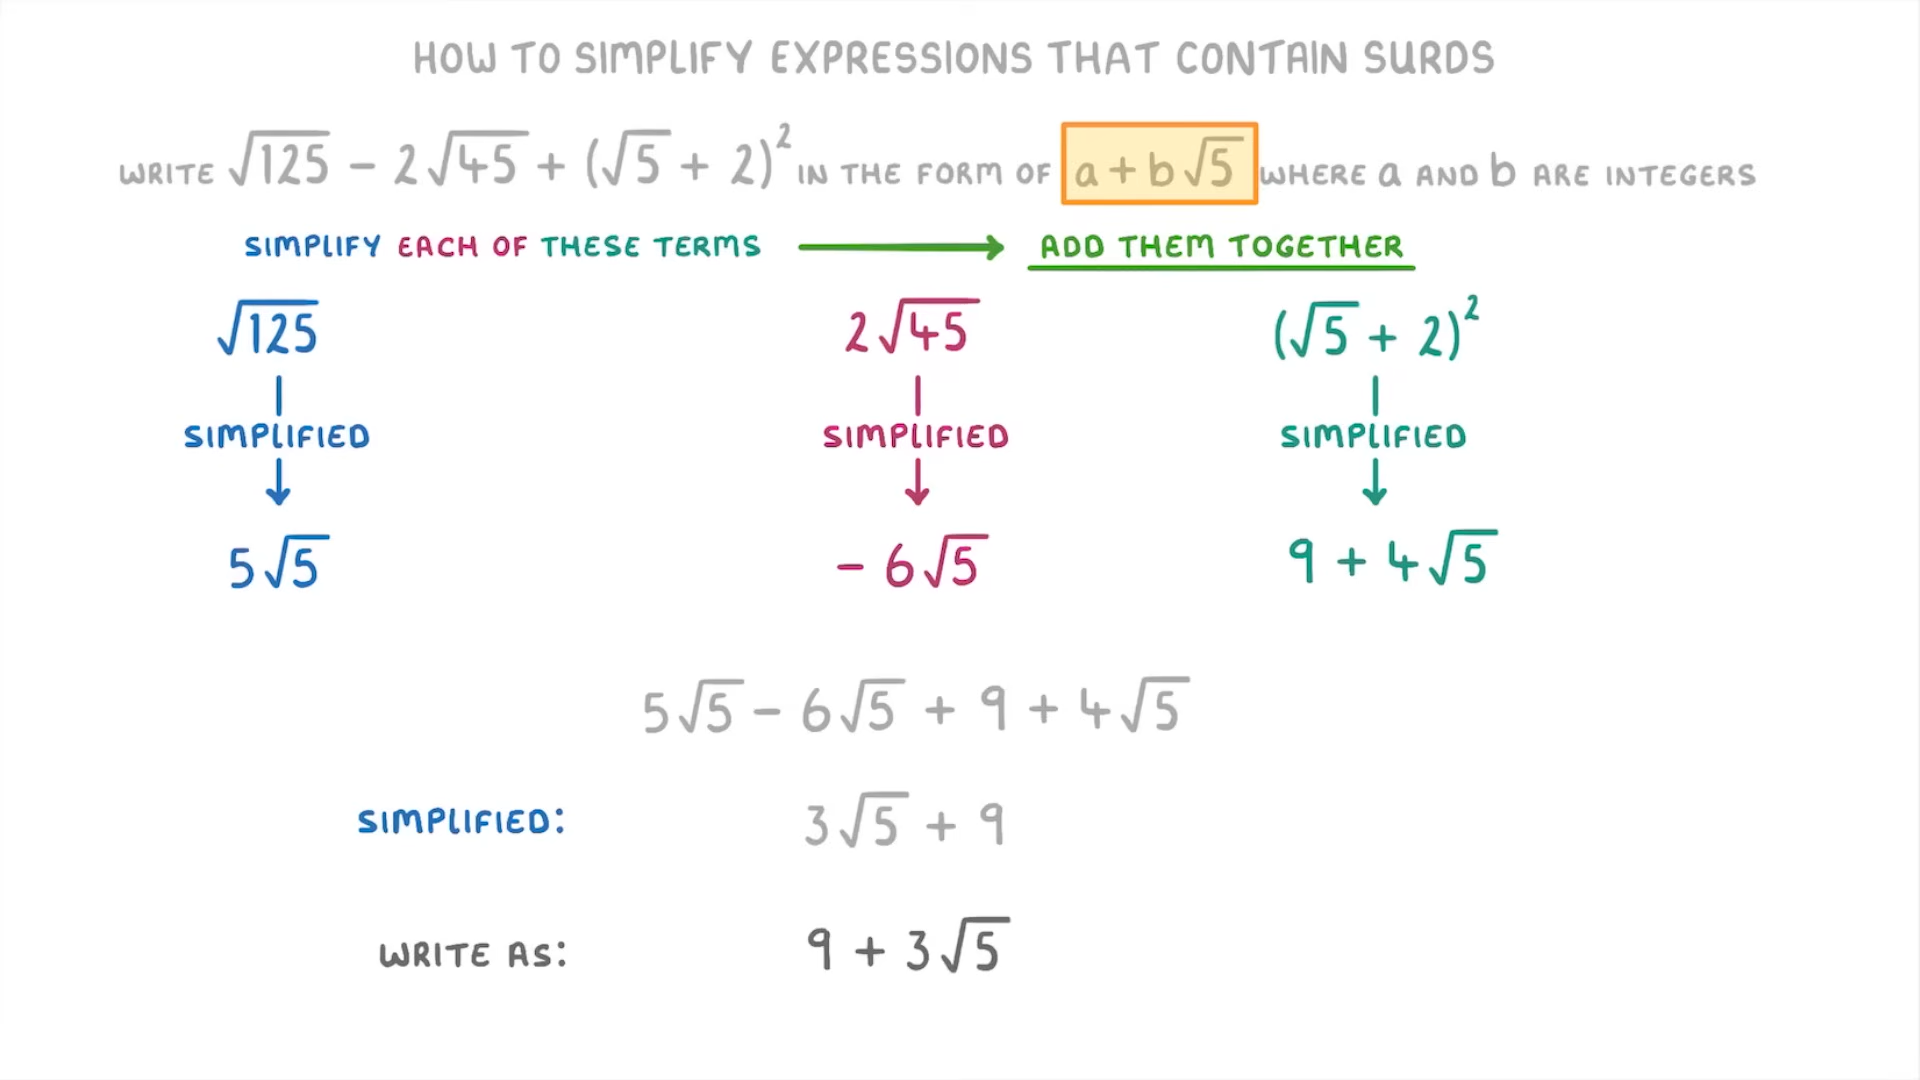 HOW TO SIMPLIFY EXPRESSIONS THAT CONTAIN SURDS
WRITE √125 − 2√45 + (√5 + 2)² IN THE FORM OF a + b√5 WHERE a AND b ARE INTEGERS
SIMPLIFY EACH OF THESE TERMS → ADD THEM TOGETHER
√125 2√45 (√5 + 2)²
SIMPLIFIED SIMPLIFIED SIMPLIFIED
5√5 − 6√5 9 + 4√5
5√5 − 6√5 + 9 + 4√5
SIMPLIFIED: 3√5 + 9
WRITE AS: 9 + 3√5